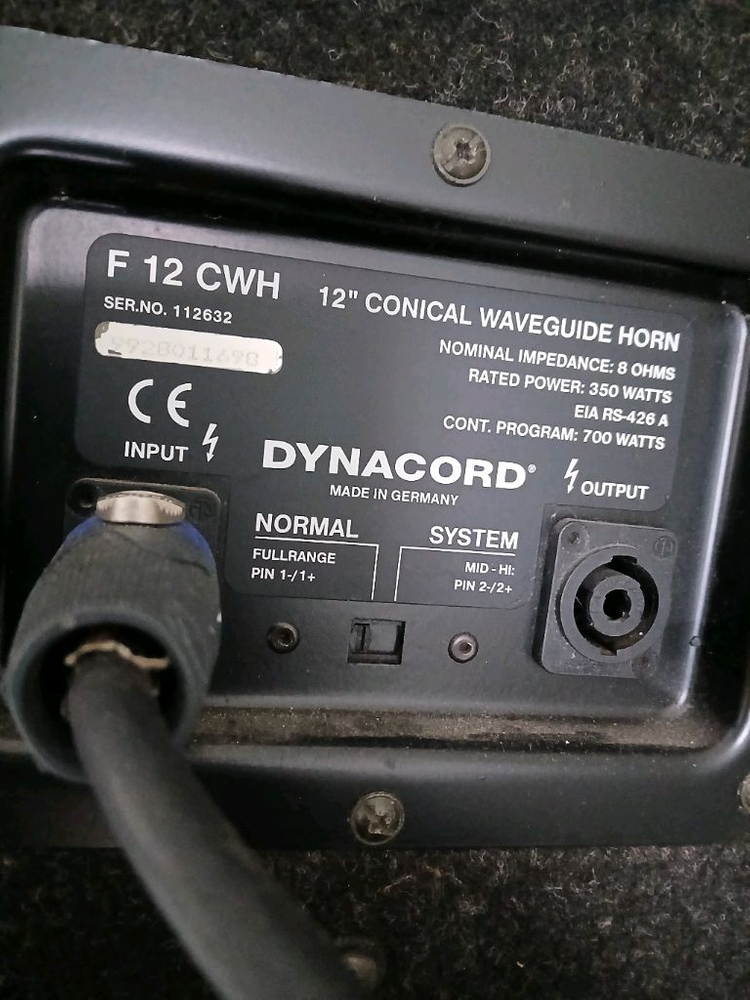 F 12 CWH
12" CONICAL WAVEGUIDE HORN
SER.NO. 112632
NOMINAL IMPEDANCE: 8 OHMS
RATED POWER: 350 WATTS
EIA RS-426 A
CONT. PROGRAM: 700 WATTS
CE
INPUT
DYNACORD®
MADE IN GERMANY
OUTPUT
NORMAL
FULLRANGE
PIN 1-/1+
SYSTEM
MID - HI:
PIN 2-/2+